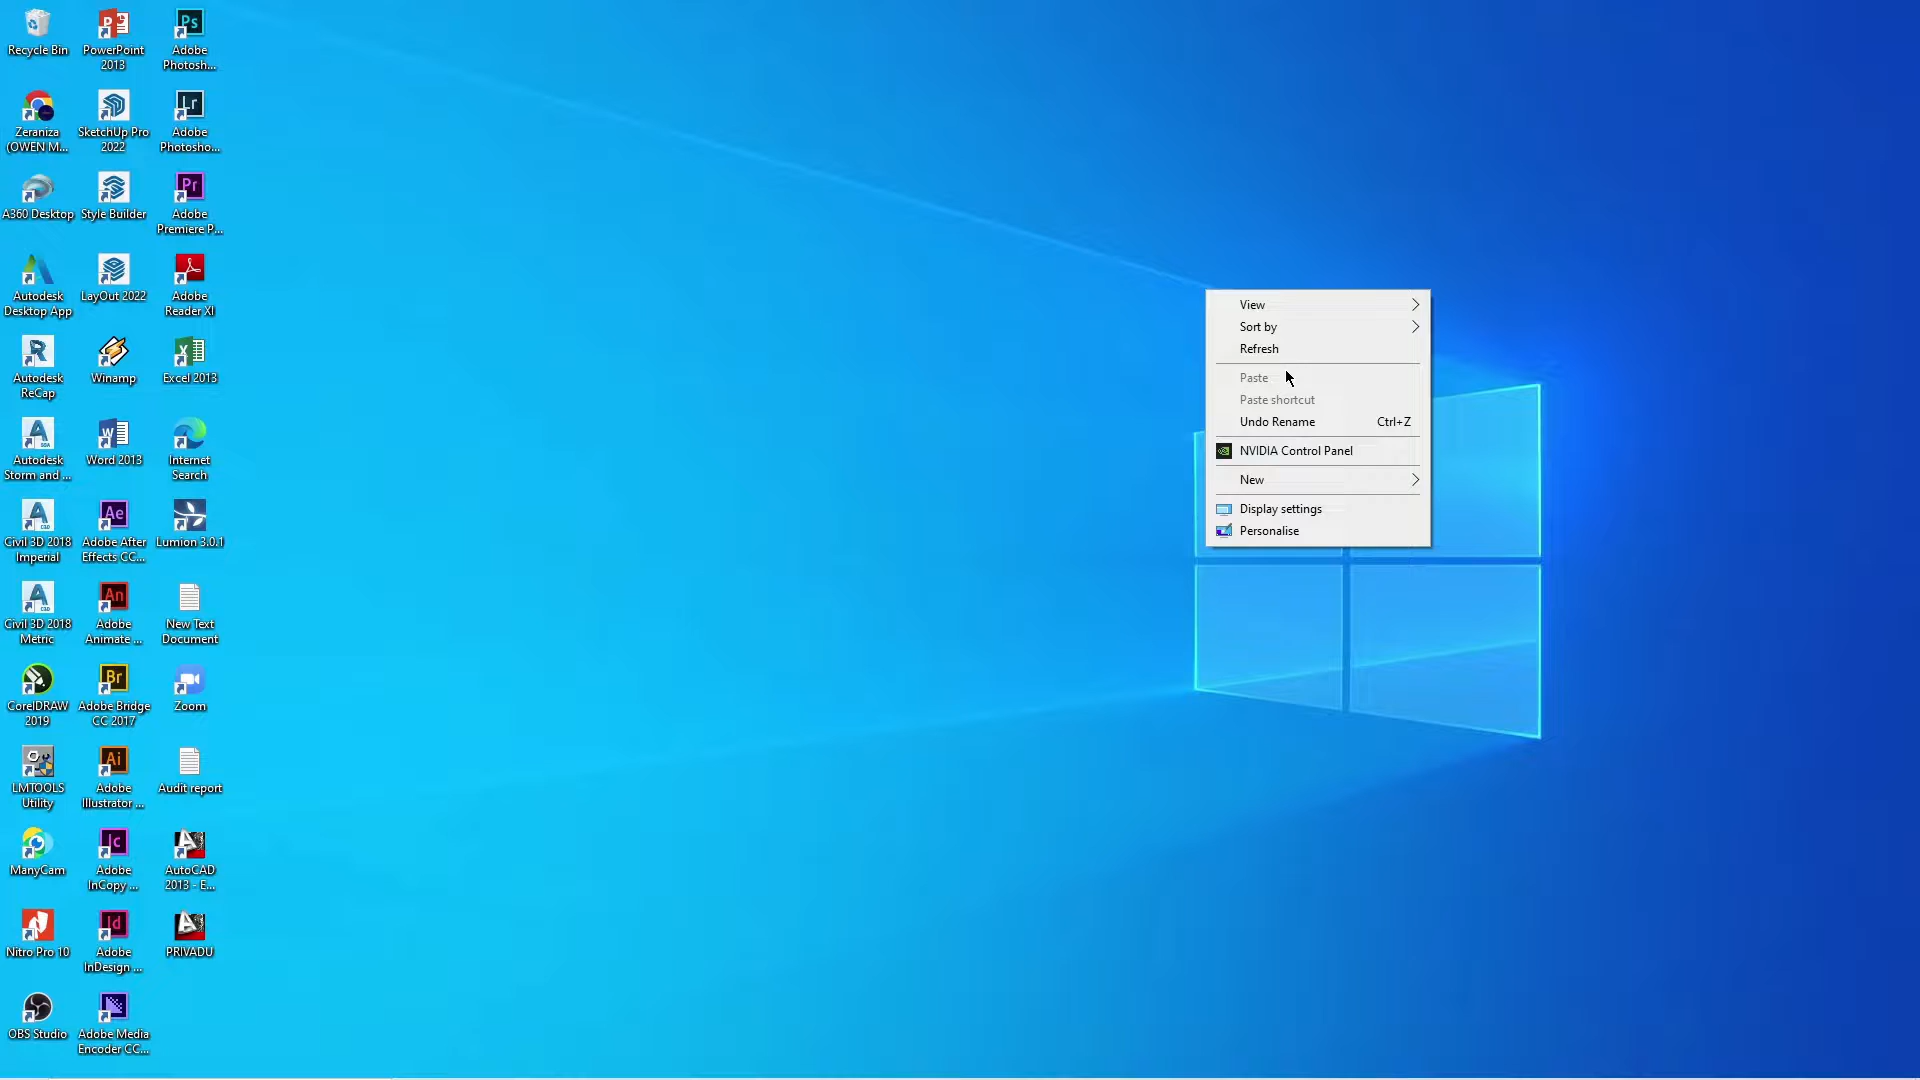 Recycle Bin
PowerPoint
2013
Adobe
Photosh...
Zeraniza
(OWEN M...
SketchUp Pro
2022
Adobe
Photosho...
A360 Desktop
Style Builder
Adobe
Premiere P...
Autodesk
Desktop App
LayOut 2022
Adobe
Reader XI
Autodesk
ReCap
Winamp
Excel 2013
Autodesk
Storm and ...
Word 2013
Internet
Search
Civil 3D 2018
Imperial
Adobe After
Effects CC...
Lumion 3.0.1
Civil 3D 2018
Metric
Adobe
Animate ...
New Text
Document
CorelDRAW
2019
Adobe Bridge
CC 2017
Zoom
LMTOOLS
Utility
Adobe
Illustrator ...
Audit report
ManyCam
Adobe
InCopy ...
AutoCAD
2013 - E...
Nitro Pro 10
Adobe
InDesign ...
PRIVADU
OBS Studio
Adobe Media
Encoder CC...
View
Sort by
Refresh
Paste
Paste shortcut
Undo Rename Ctrl+Z
NVIDIA Control Panel
New
Display settings
Personalise